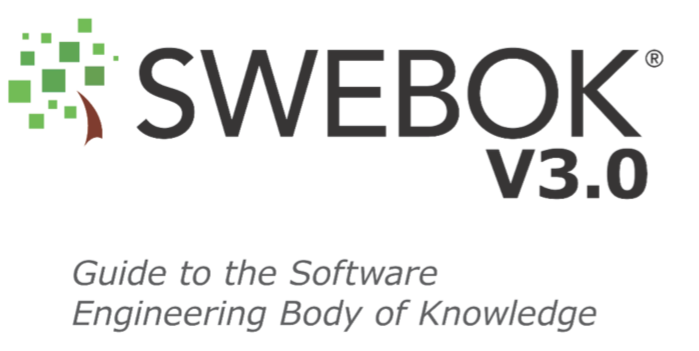 SWEBOK®
V3.0
Guide to the Software
Engineering Body of Knowledge